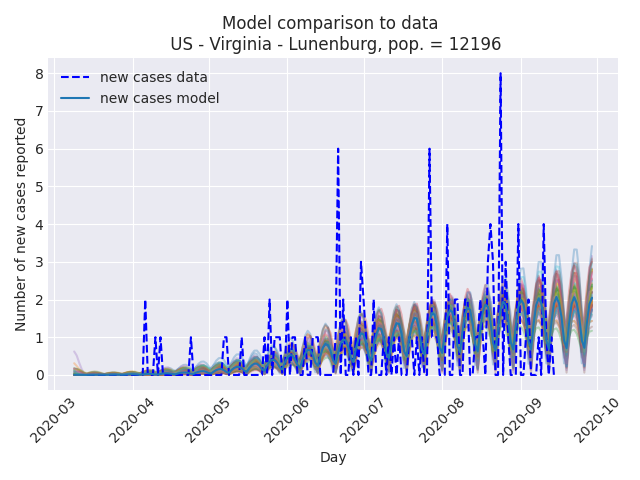 Model comparison to data
US - Virginia - Lunenburg, pop. = 12196
new cases data
new cases model
Number of new cases reported
8
7
6
5
4
3
2
1
0
2020-03
2020-04
2020-05
2020-06
2020-07
2020-08
2020-09
2020-10
Day